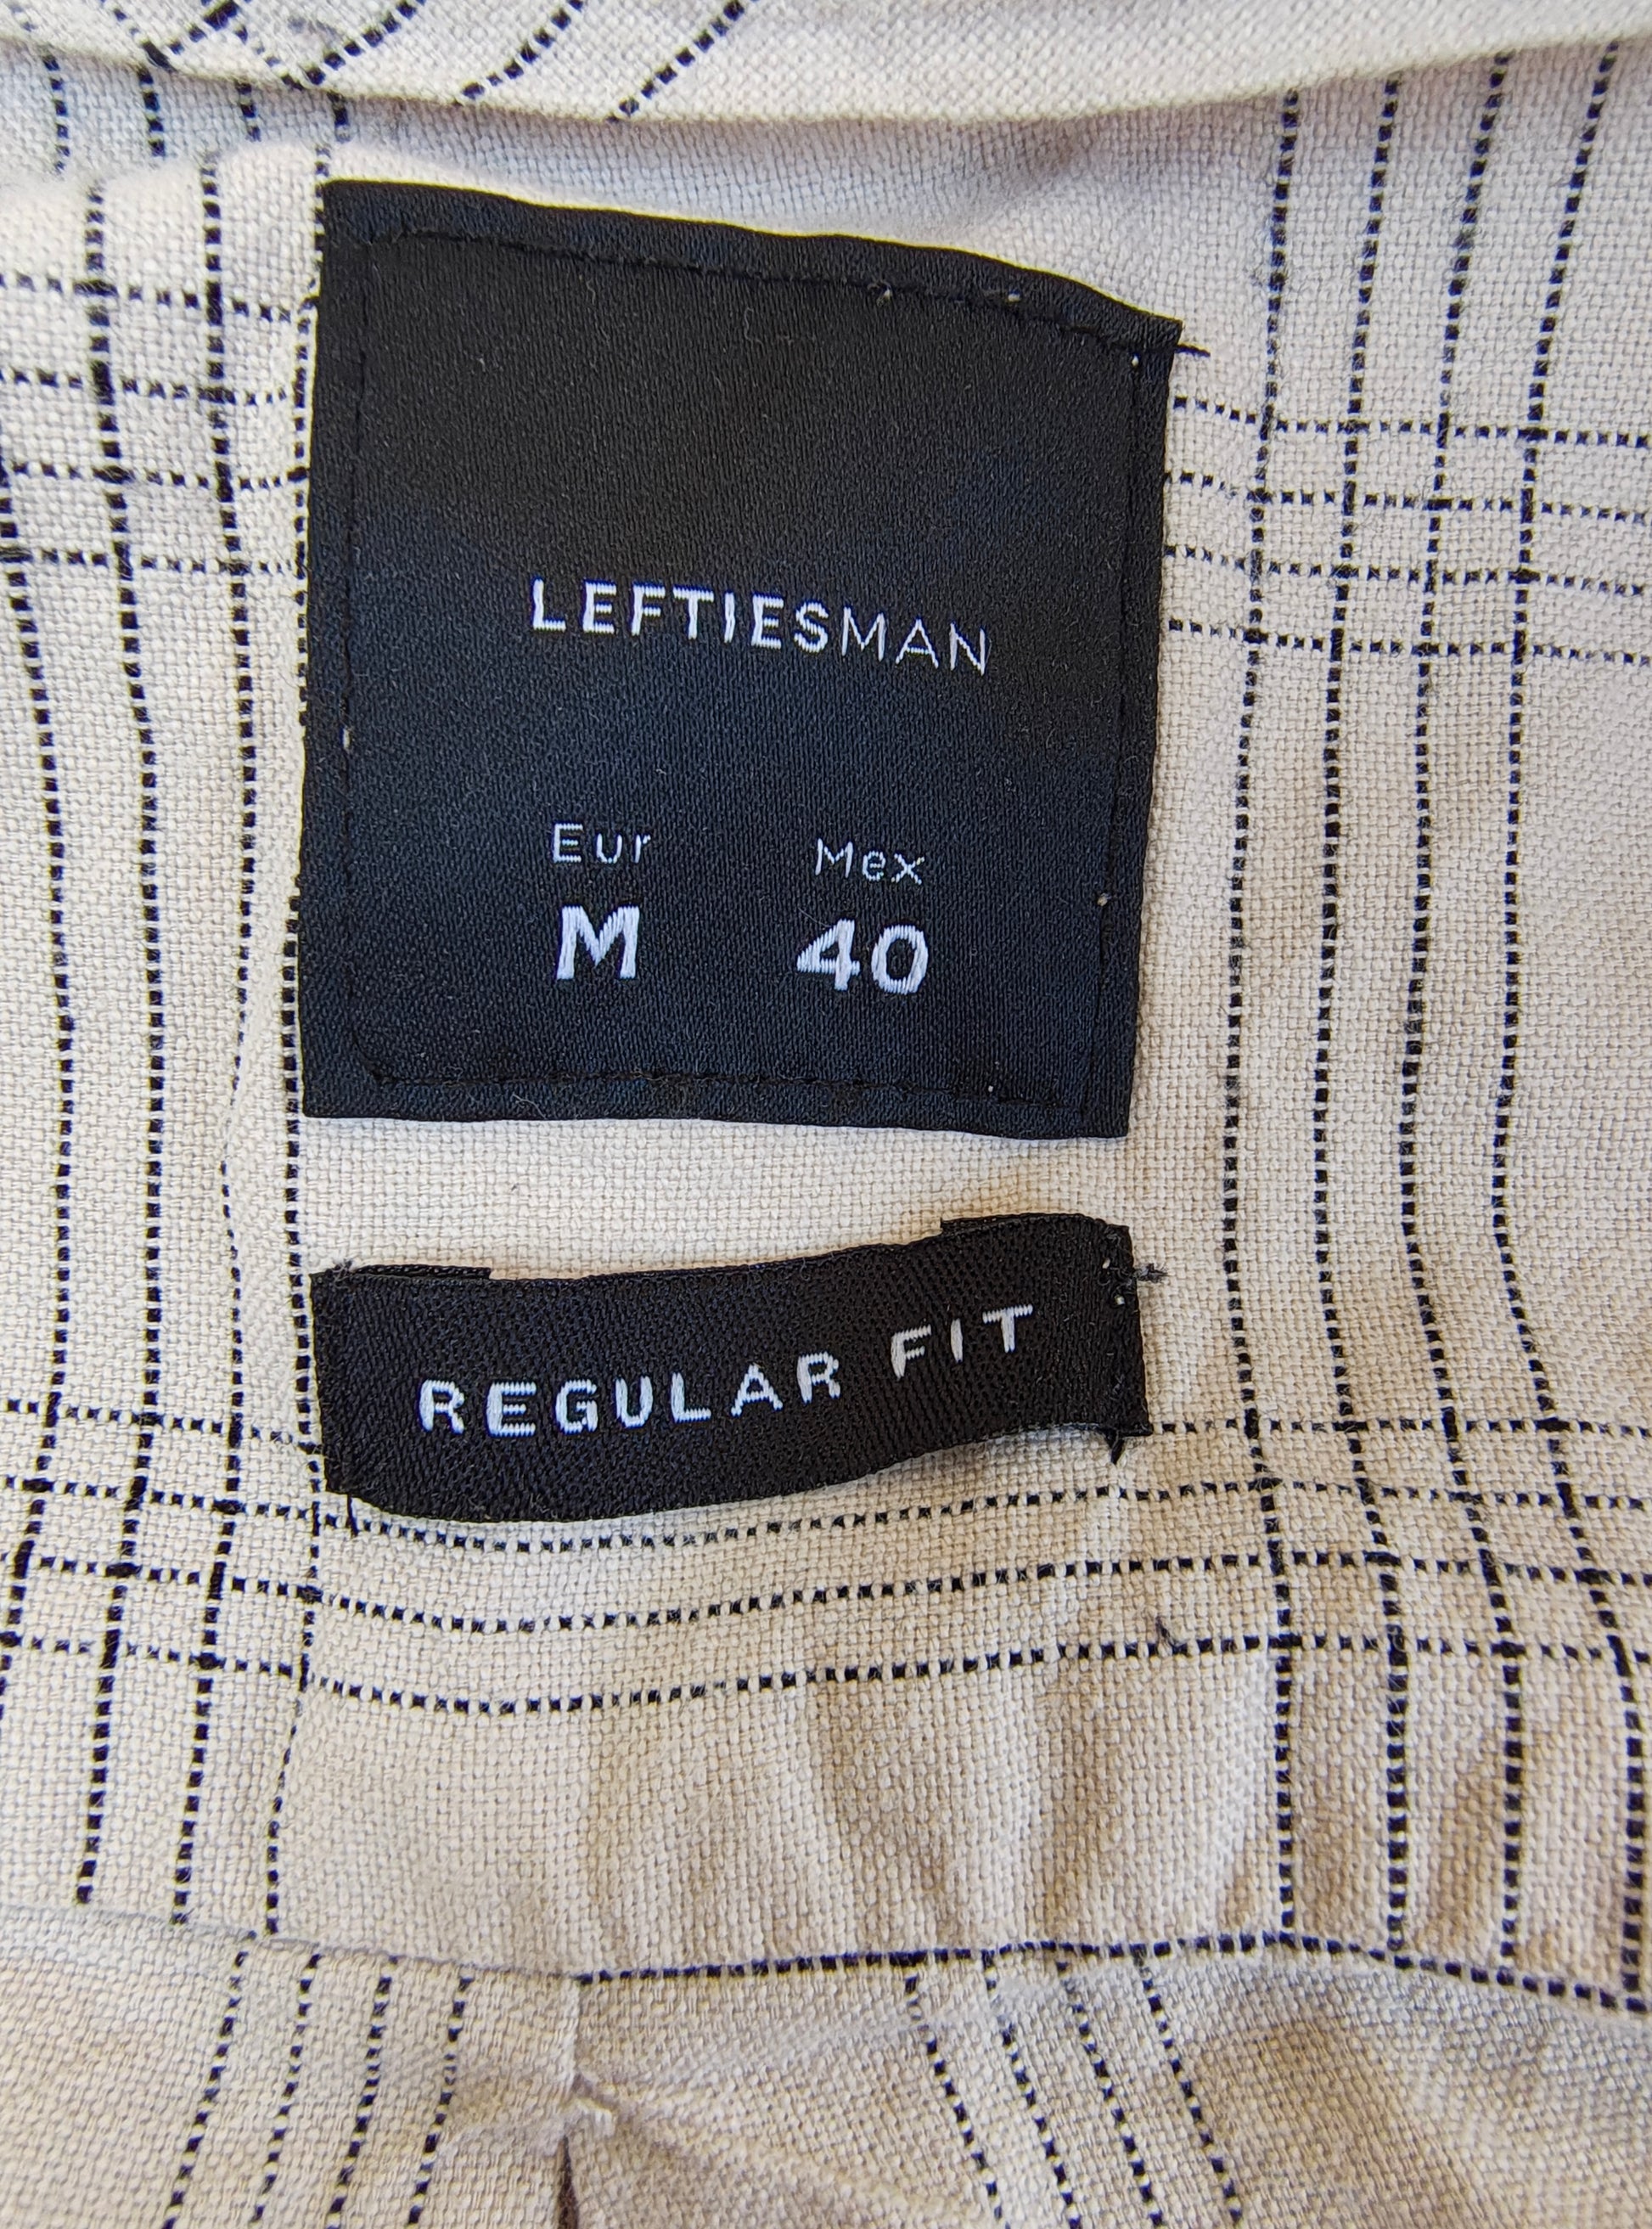 LEFTIESMAN
Eur Mex
M 40
REGULAR FIT